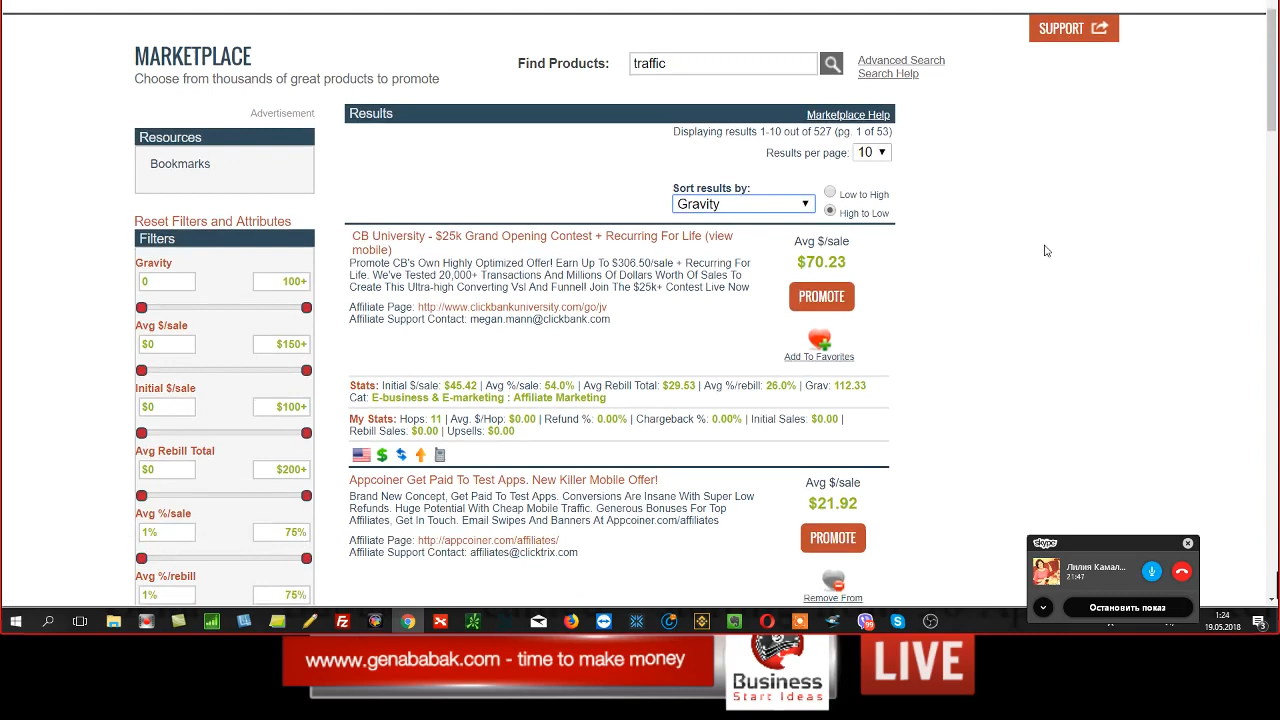 SUPPORT
MARKETPLACE
Choose from thousands of great products to promote
Find Products:
traffic
Advanced Search
Search Help
Advertisement
Resources
Bookmarks
Reset Filters and Attributes
Filters
Gravity
0
100+
Avg $/sale
$0
$150+
Initial $/sale
$0
$100+
Avg Rebill Total
$0
$200+
Avg %/sale
1%
75%
Avg %/rebill
1%
75%
Results
Marketplace Help
Displaying results 1-10 out of 527 (pg. 1 of 53)
Results per page: 10
Sort results by:
Gravity
Low to High
High to Low
CB University - $25k Grand Opening Contest + Recurring For Life (view
mobile)
Promote CB's Own Highly Optimized Offer! Earn Up To $306.50/sale + Recurring For
Life. We've Tested 20,000+ Transactions And Millions Of Dollars Worth Of Sales To
Create This Ultra-high Converting Vsl And Funnel! Join The $25k+ Contest Live Now
Affiliate Page: http://www.clickbankuniversity.com/go/jv
Affiliate Support Contact: megan.mann@clickbank.com
Avg $/sale
$70.23
PROMOTE
Add To Favorites
Stats: Initial $/sale: $45.42 | Avg %/sale: 54.0% | Avg Rebill Total: $29.53 | Avg %/rebill: 26.0% | Grav: 112.33
Cat: E-business & E-marketing : Affiliate Marketing
My Stats: Hops: 11 | Avg. $/Hop: $0.00 | Refund %: 0.00% | Chargeback %: 0.00% | Initial Sales: $0.00 |
Rebill Sales: $0.00 | Upsells: $0.00
Appcoiner Get Paid To Test Apps. New Killer Mobile Offer!
Brand New Concept, Get Paid To Test Apps. Conversions Are Insane With Super Low
Refunds. Huge Potential With Cheap Mobile Traffic. Generous Bonuses For Top
Affiliates, Get In Touch. Email Swipes And Banners At Appcoiner.com/affiliates
Affiliate Page: http://appcoiner.com/affiliates/
Affiliate Support Contact: affiliates@clicktrix.com
Avg $/sale
$21.92
PROMOTE
Remove From
skype
Лилия Камал...
21:47
Остановить показ
1:24
19.05.2018
www.genababak.com - time to make money
Business
Start Ideas
LIVE